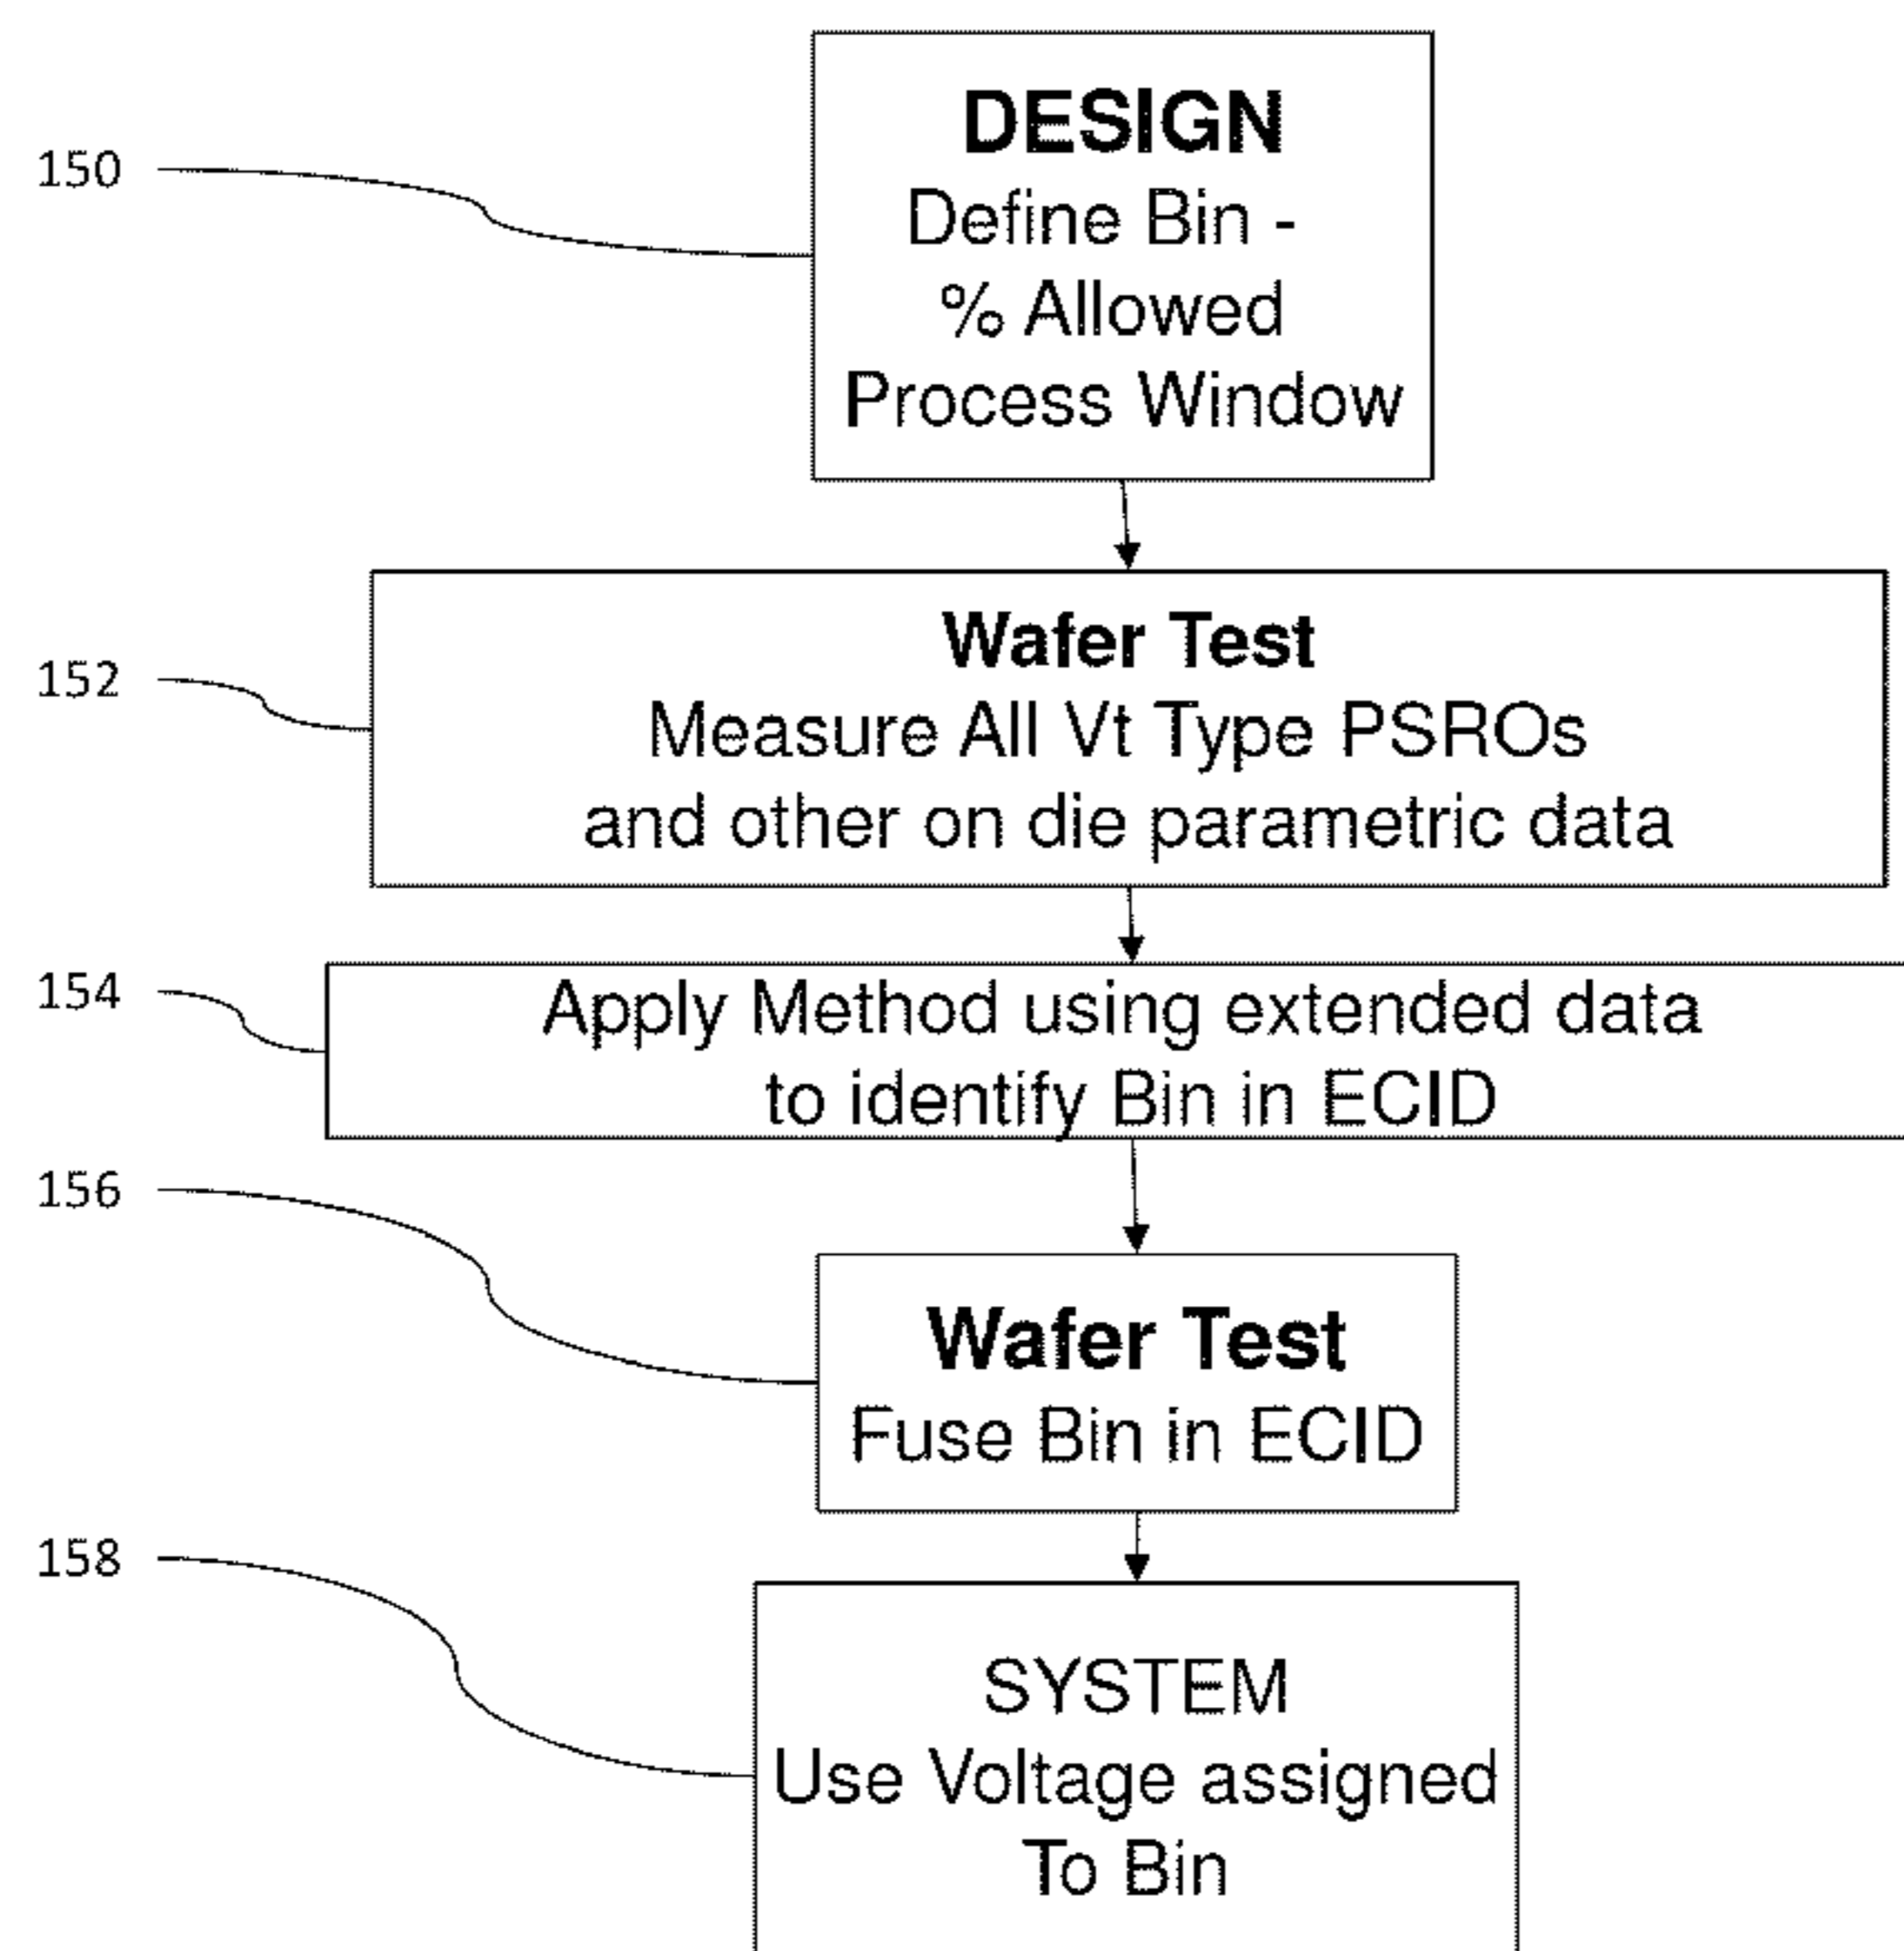 150
DESIGN
Define Bin -
% Allowed
Process Window
152
Wafer Test
Measure All Vt Type PSROs
and other on die parametric data
154
Apply Method using extended data
to identify Bin in ECID
156
Wafer Test
Fuse Bin in ECID
158
SYSTEM
Use Voltage assigned
To Bin